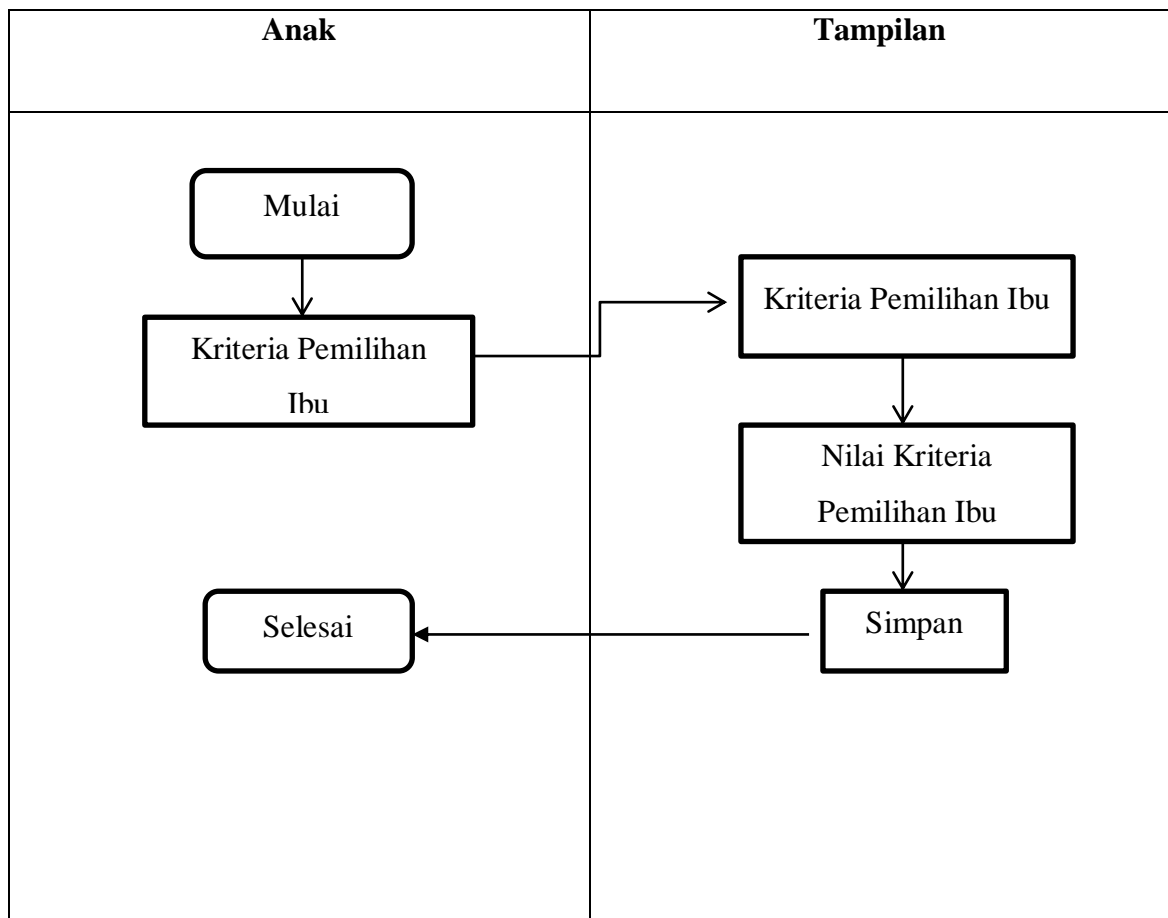 Anak
Tampilan
Mulai
Kriteria Pemilihan
Ibu
Kriteria Pemilihan Ibu
Nilai Kriteria
Pemilihan Ibu
Simpan
Selesai